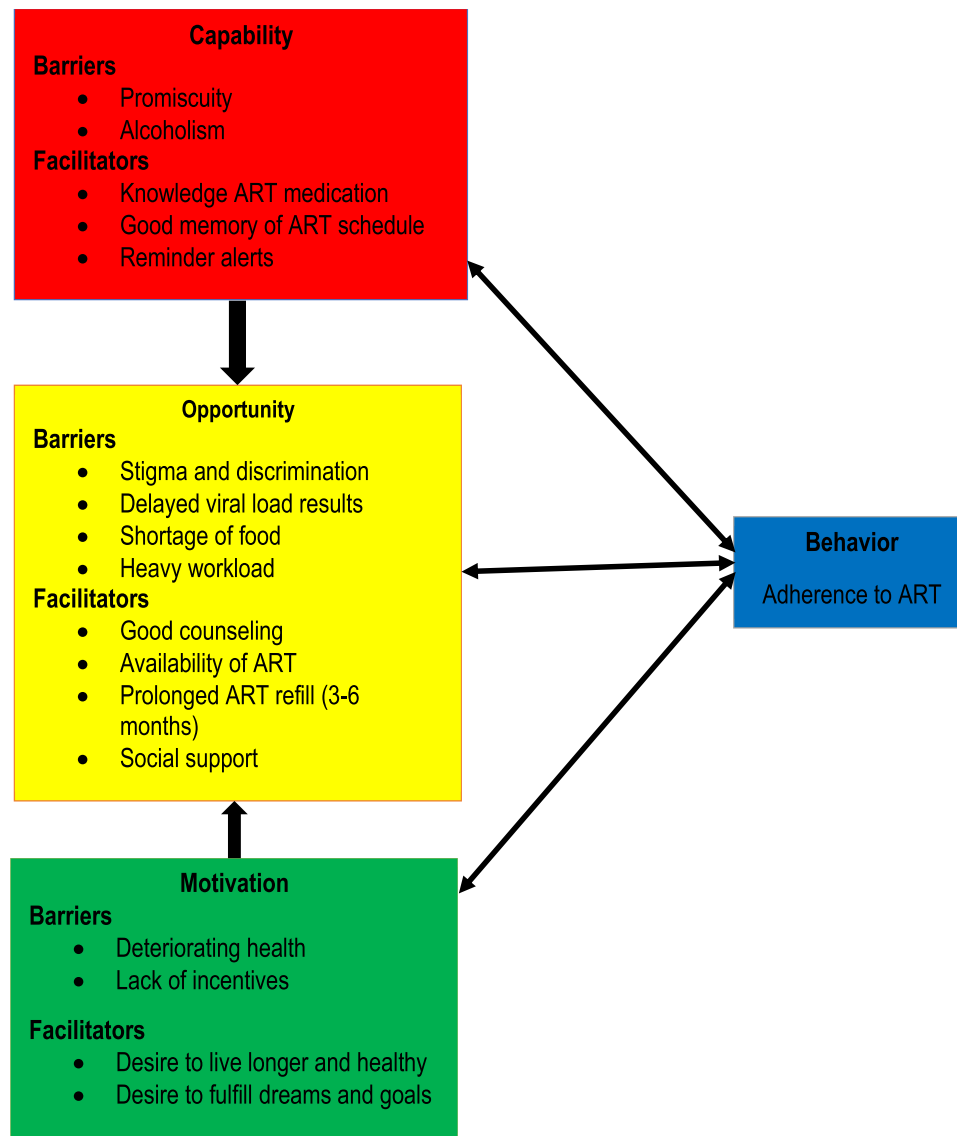 Capability
Barriers
• Promiscuity
• Alcoholism
Facilitators
• Knowledge ART medication
• Good memory of ART schedule
• Reminder alerts
Opportunity
Barriers
• Stigma and discrimination
• Delayed viral load results
• Shortage of food
• Heavy workload
Facilitators
• Good counseling
• Availability of ART
• Prolonged ART refill (3-6
months)
• Social support
Behavior
Adherence to ART
Motivation
Barriers
• Deteriorating health
• Lack of incentives
Facilitators
• Desire to live longer and healthy
• Desire to fulfill dreams and goals